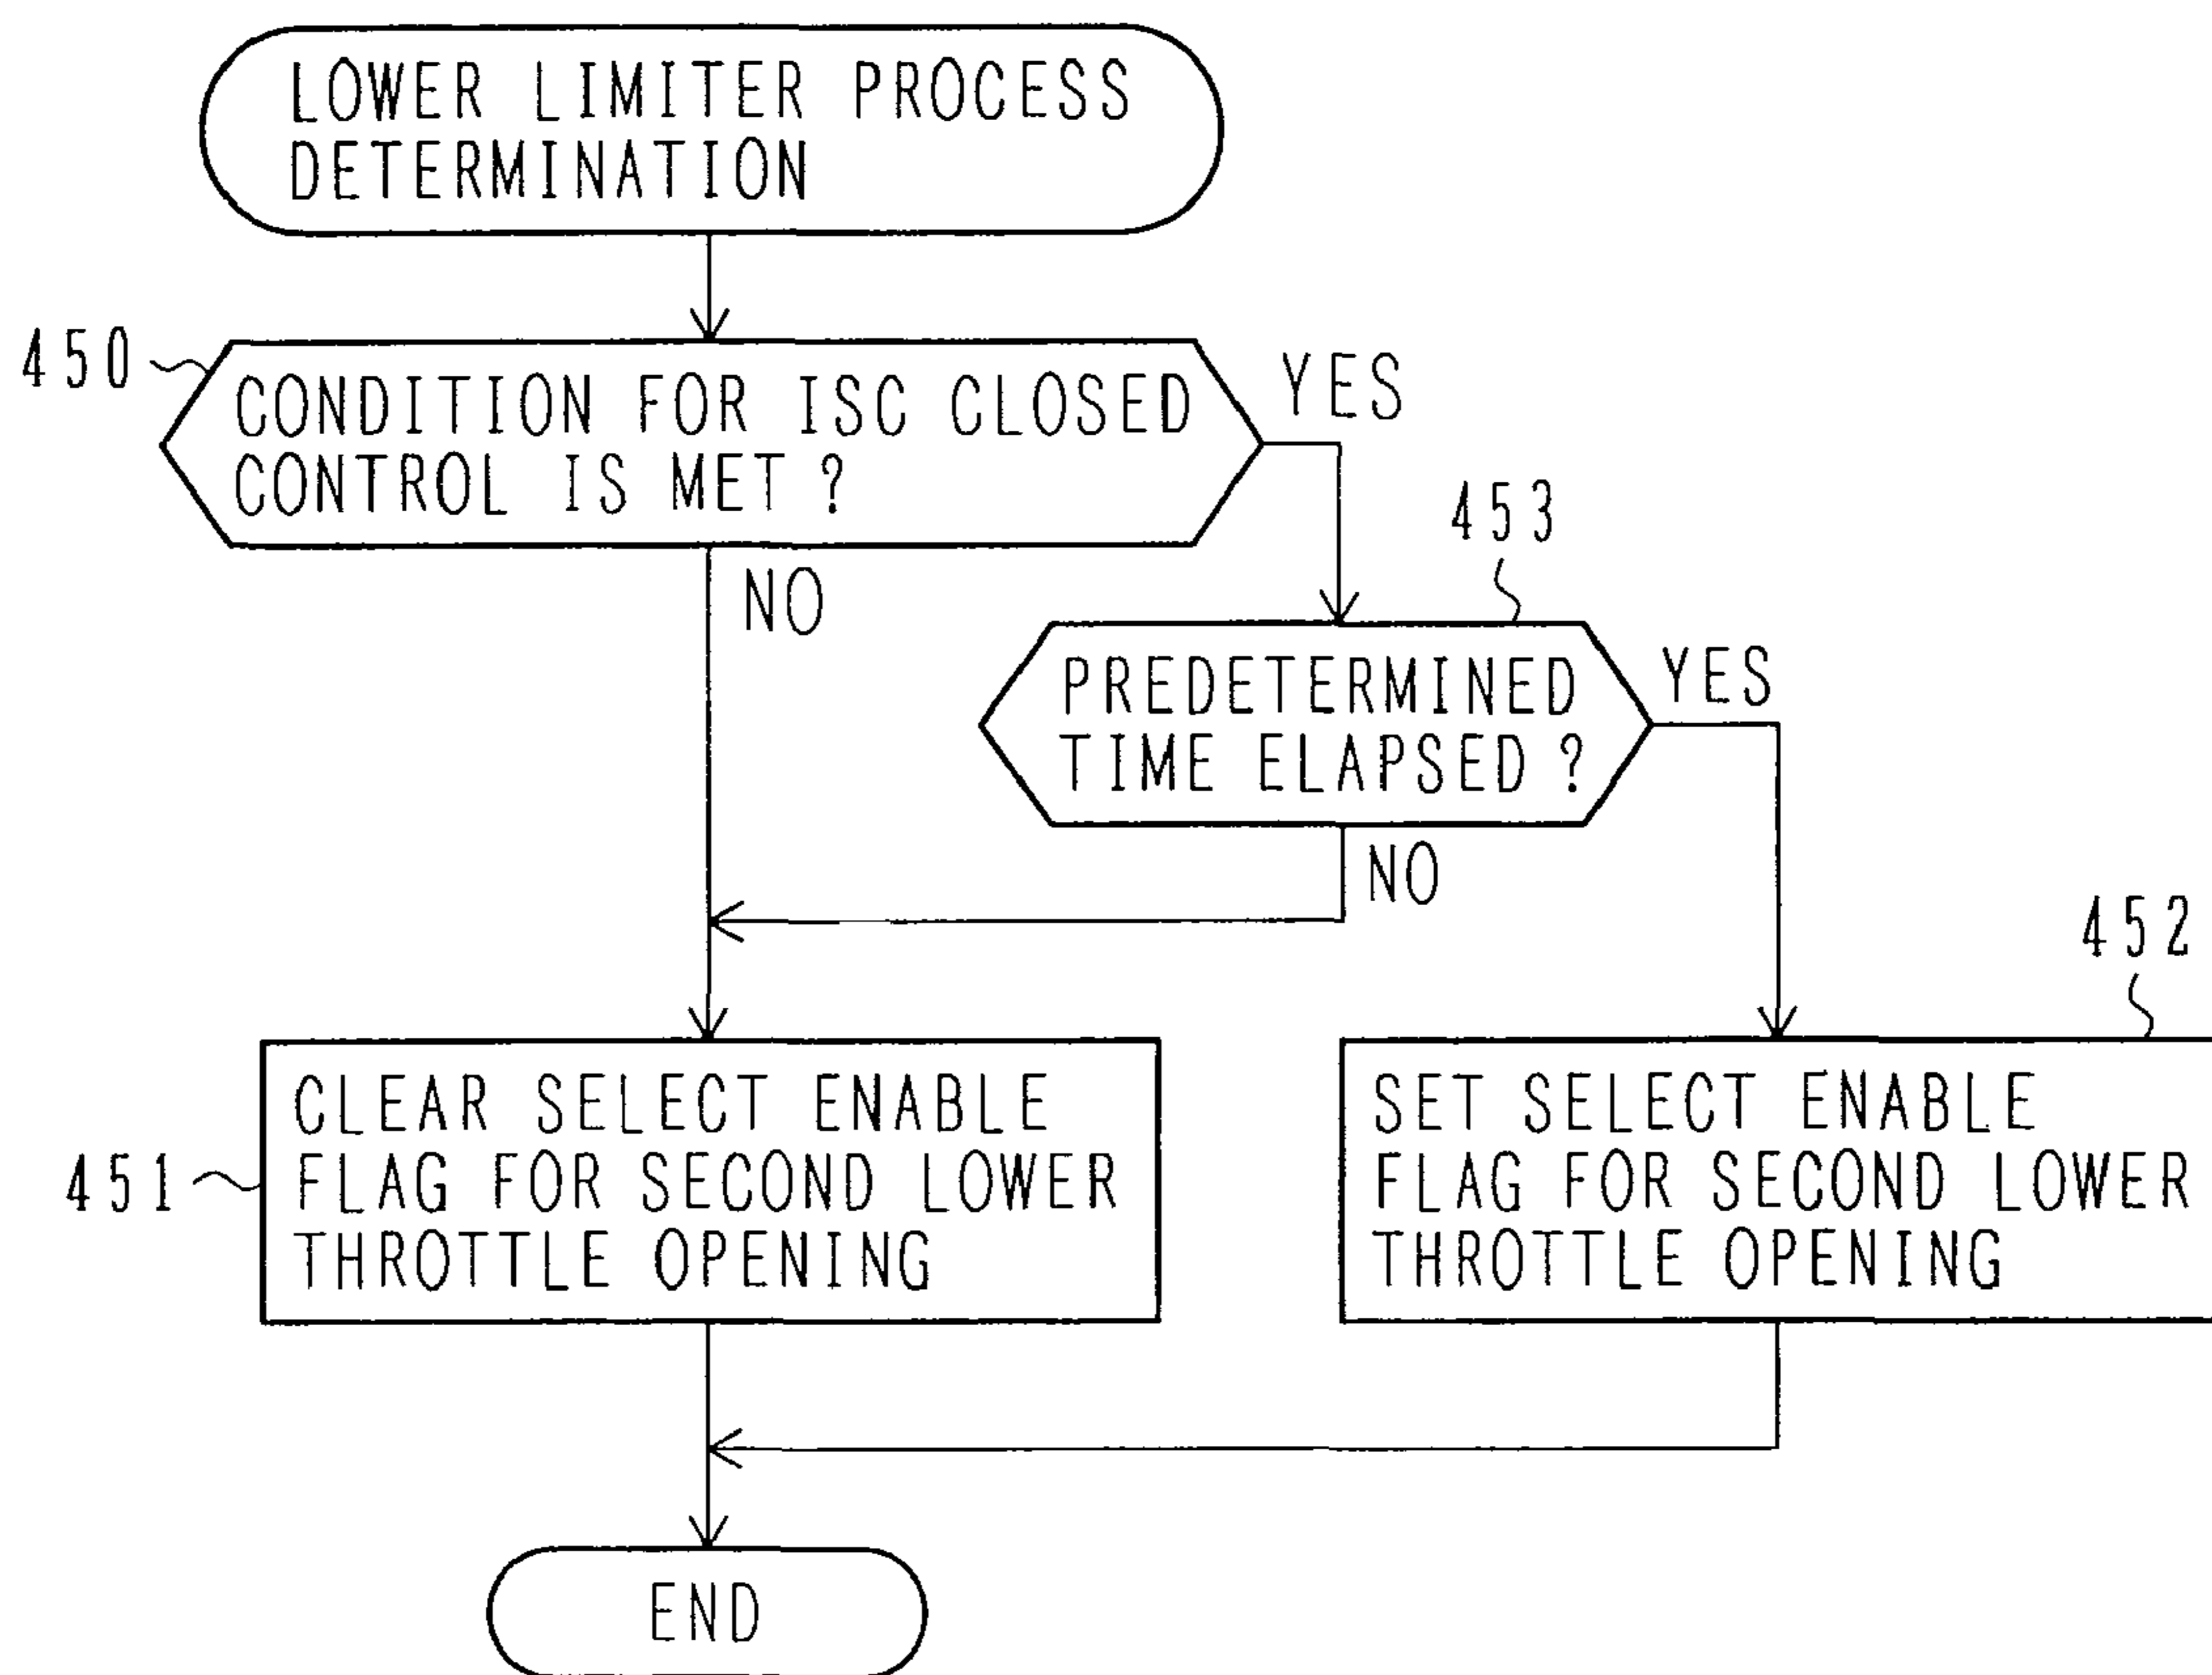 LOWER LIMITER PROCESS
DETERMINATION
450
CONDITION FOR ISC CLOSED
CONTROL IS MET ?
YES
NO
453
PREDETERMINED
TIME ELAPSED ?
YES
NO
451
CLEAR SELECT ENABLE
FLAG FOR SECOND LOWER
THROTTLE OPENING
452
SET SELECT ENABLE
FLAG FOR SECOND LOWER
THROTTLE OPENING
END